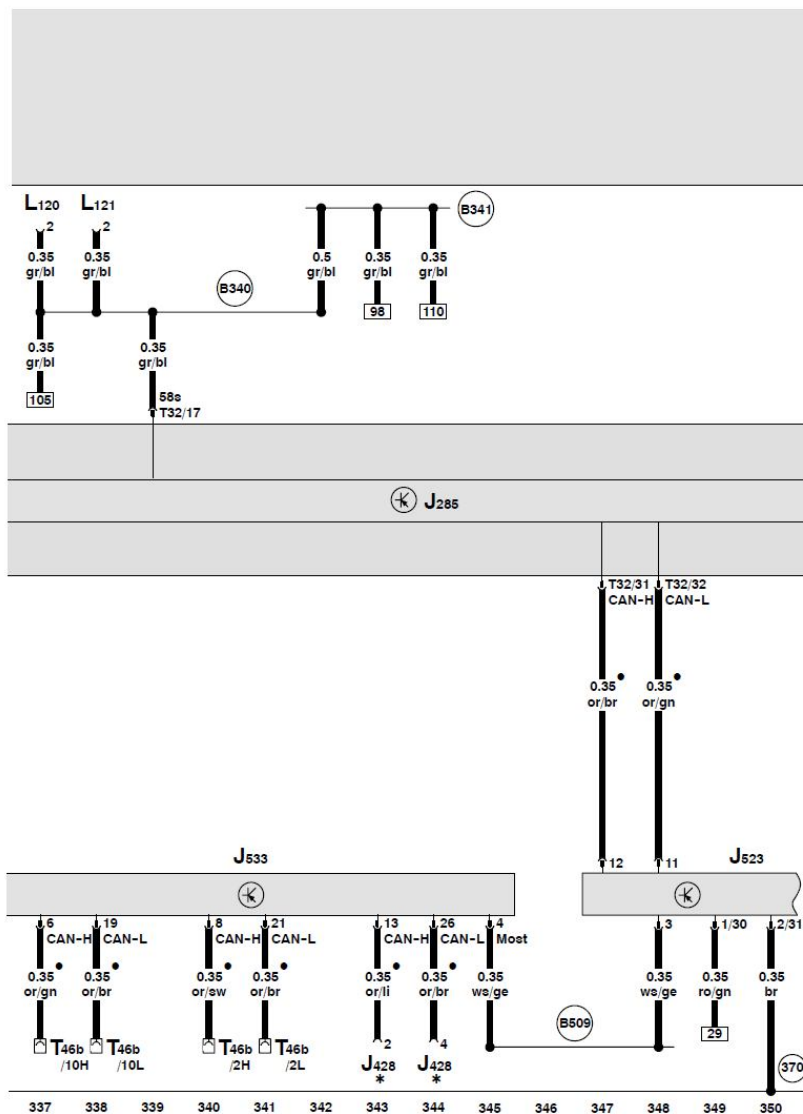 L120 L121
2 2
B341
0.35 0.35 0.5 0.35 0.35
gr/bl gr/bl gr/bl gr/bl gr/bl
B340
98 110
0.35 0.35
gr/bl gr/bl
105
58s
T32/17
J285
T32/31 T32/32
CAN-H CAN-L
0.35 0.35
or/br or/gn
12 11
J533 J523
6 19 8 21 13 26 4 3 1/30 2/31
CAN-H CAN-L CAN-H CAN-L CAN-H CAN-L Most
0.35 0.35 0.35 0.35 0.35 0.35 0.35 0.35 0.35 0.35
or/gn or/br or/sw or/br or/li or/br ws/ge ws/ge ro/gn br
B509
29
T46b T46b T46b T46b 2 4
/10H /10L /2H /2L J428 J428
* *
370
337 338 339 340 341 342 343 344 345 346 347 348 349 350